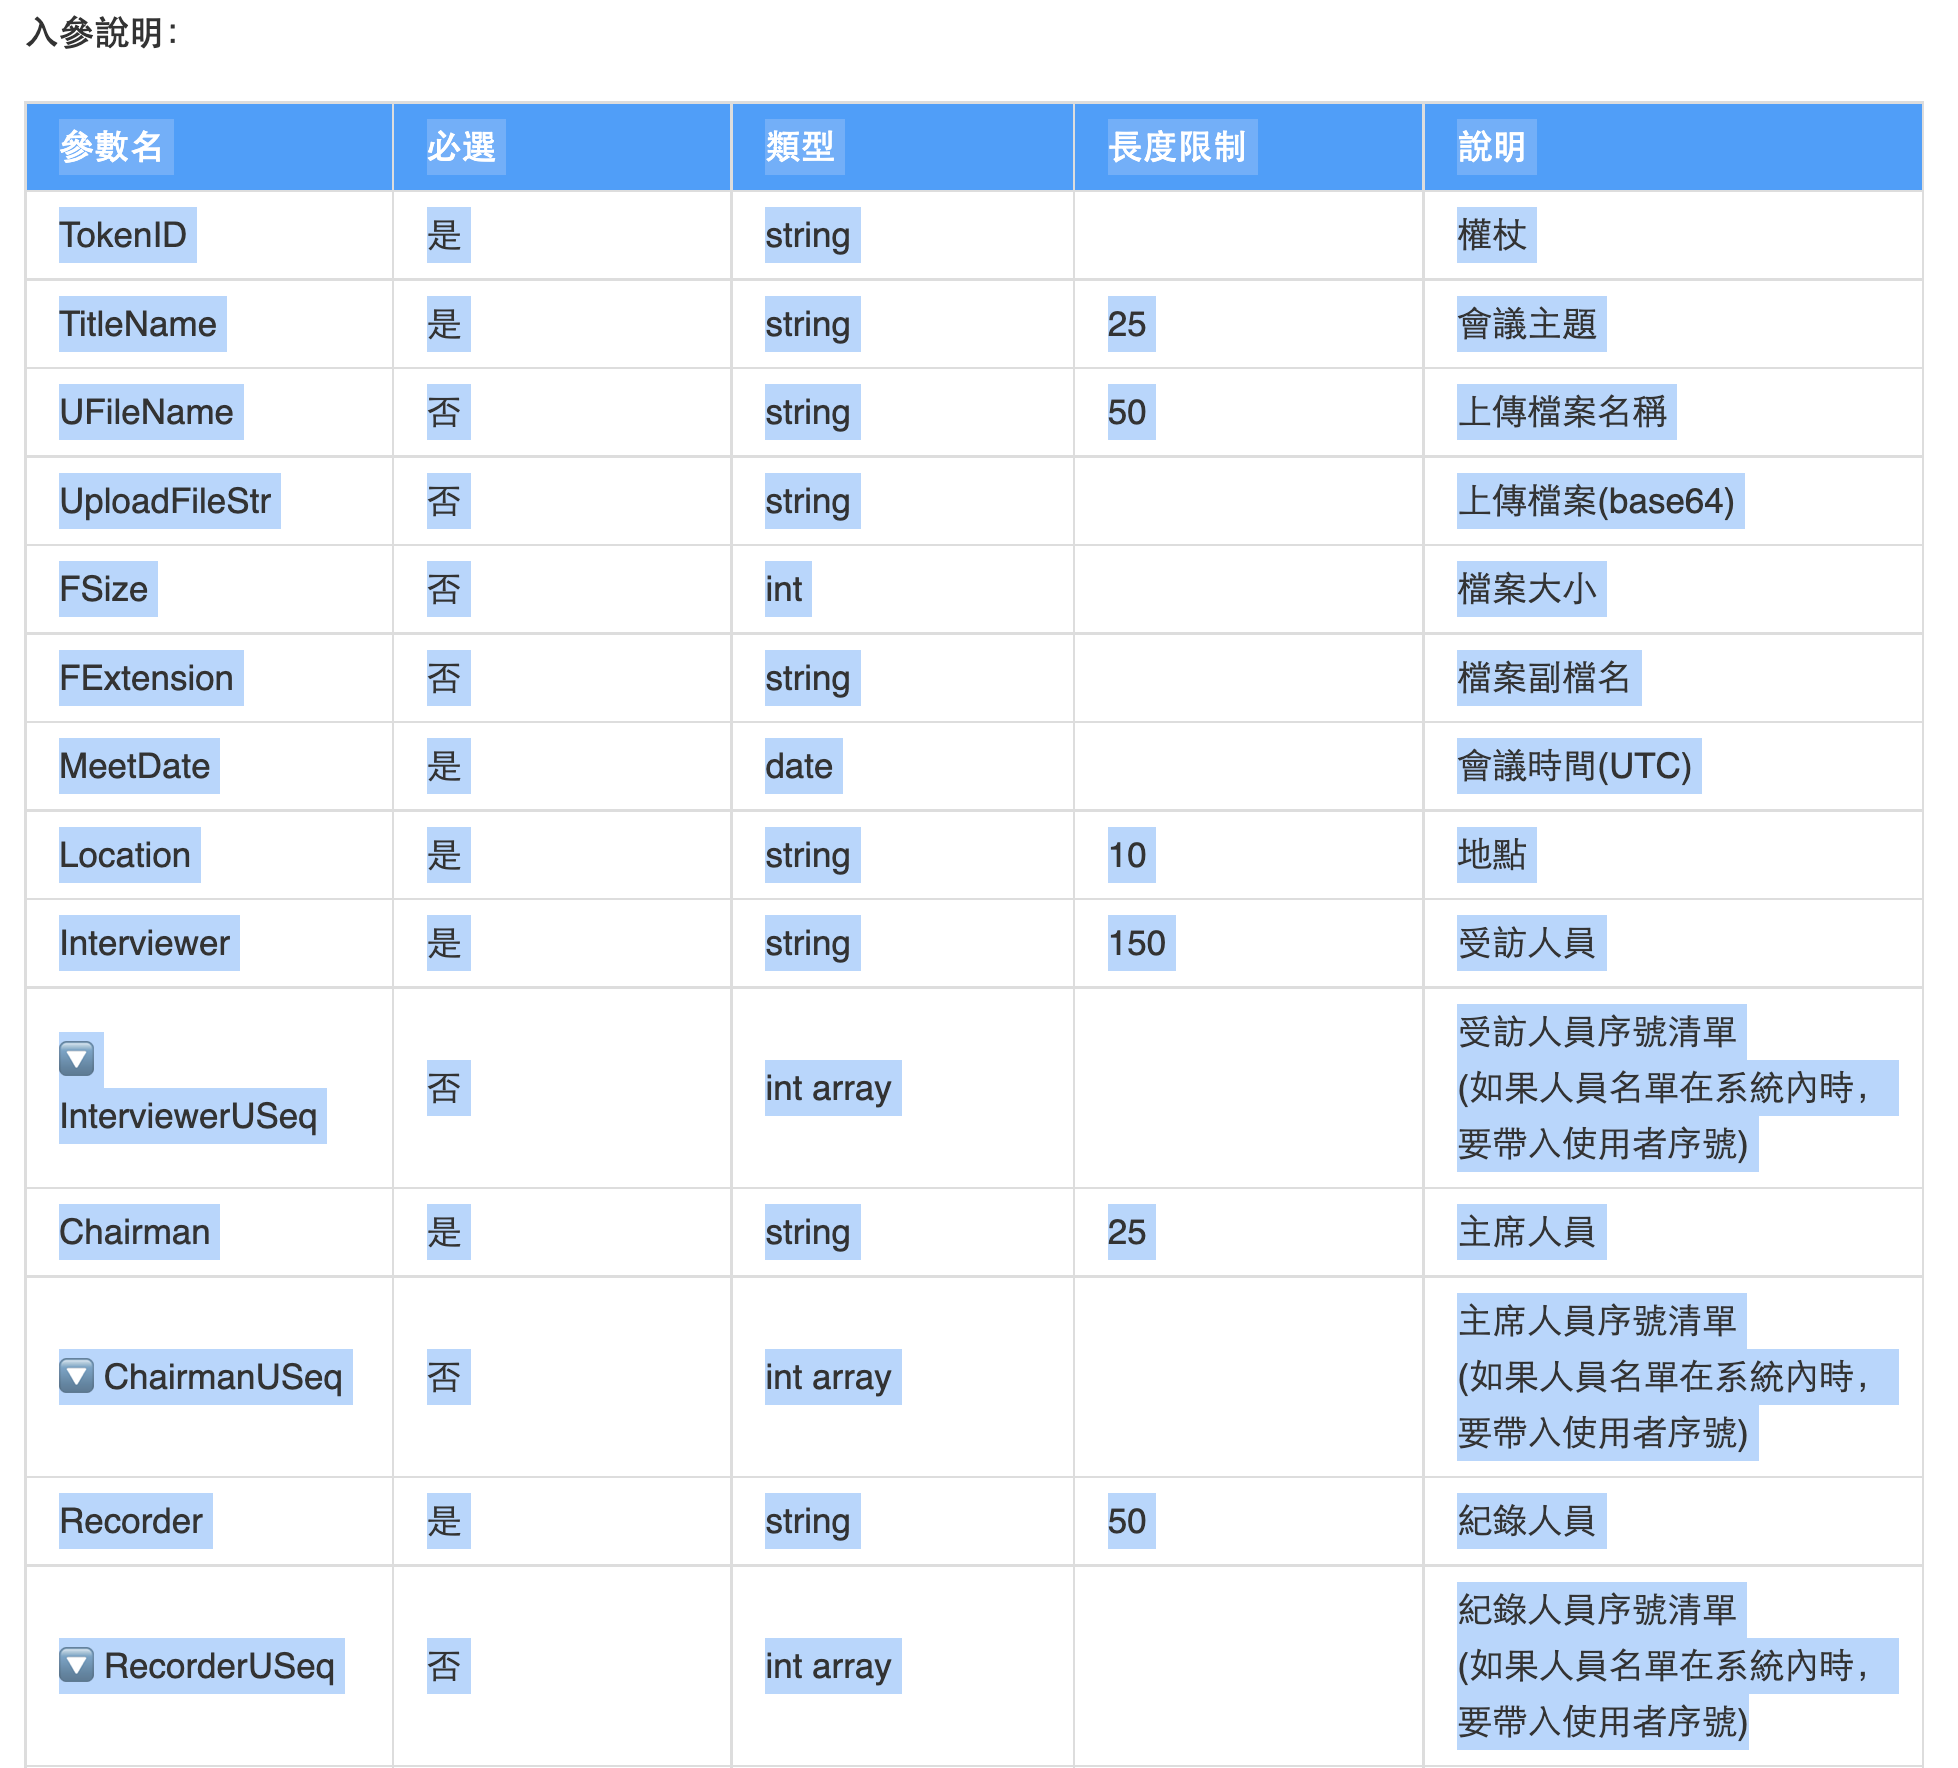 入參說明：
參數名 必選 類型 長度限制 說明
TokenID 是 string 權杖
TitleName 是 string 25 會議主題
UFileName 否 string 50 上傳檔案名稱
UploadFileStr 否 string 上傳檔案(base64)
FSize 否 int 檔案大小
FExtension 否 string 檔案副檔名
MeetDate 是 date 會議時間(UTC)
Location 是 string 10 地點
Interviewer 是 string 150 受訪人員
🔽
InterviewerUSeq 否 int array 受訪人員序號清單
(如果人員名單在系統內時，
要帶入使用者序號)
Chairman 是 string 25 主席人員
🔽 ChairmanUSeq 否 int array 主席人員序號清單
(如果人員名單在系統內時，
要帶入使用者序號)
Recorder 是 string 50 紀錄人員
🔽 RecorderUSeq 否 int array 紀錄人員序號清單
(如果人員名單在系統內時，
要帶入使用者序號)